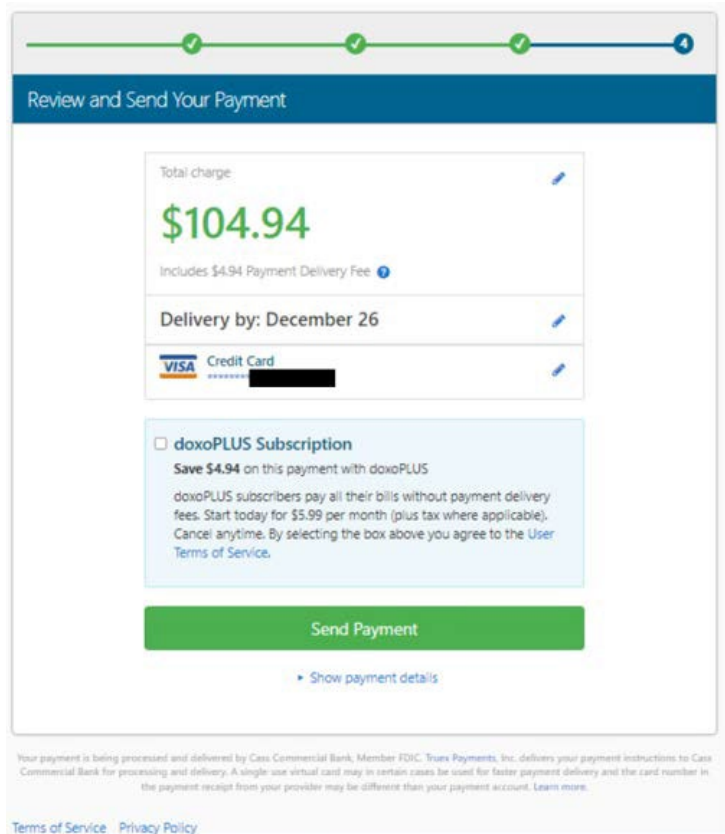 4
Review and Send Your Payment
Total charge
$104.94
Includes $4.94 Payment Delivery Fee ?
Delivery by: December 26
VISA Credit Card
********
doxoPLUS Subscription
Save $4.94 on this payment with doxoPLUS
doxoPLUS subscribers pay all their bills without payment delivery
fees. Start today for $5.99 per month (plus tax where applicable).
Cancel anytime. By selecting the box above you agree to the User
Terms of Service.
Send Payment
Show payment details
Your payment is being processed and delivered by Cass Commercial Bank, Member FDIC. Truex Payments, Inc. delivers your payment instructions to Cass
Commercial Bank for processing and delivery. A single use virtual card may in certain cases be used for faster payment delivery and the card number in
the payment receipt from your provider may be different than your payment account. Learn more.
Terms of Service Privacy Policy